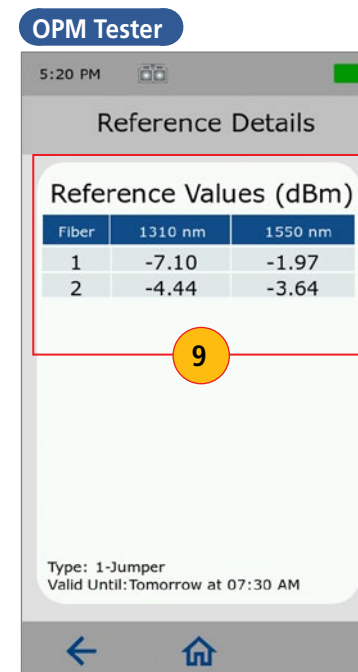 OPM Tester
5:20 PM
Reference Details
Reference Values (dBm)
Fiber 1310 nm 1550 nm
1 -7.10 -1.97
2 -4.44 -3.64
9
Type: 1-Jumper
Valid Until:Tomorrow at 07:30 AM